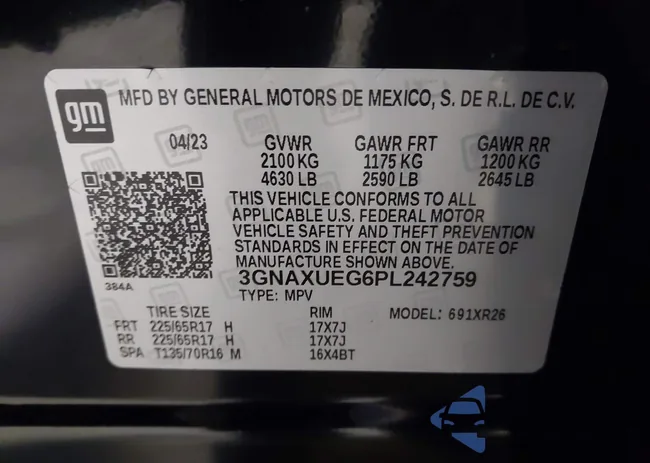 gm MFD BY GENERAL MOTORS DE MEXICO, S. DE R.L. DE C.V.
04/23 GVWR GAWR FRT GAWR RR
2100 KG 1175 KG 1200 KG
4630 LB 2590 LB 2645 LB
THIS VEHICLE CONFORMS TO ALL
APPLICABLE U.S. FEDERAL MOTOR
VEHICLE SAFETY AND THEFT PREVENTION
STANDARDS IN EFFECT ON THE DATE OF
MANUFACTURE SHOWN ABOVE.
384A
3GNAXUEG6PL242759
TYPE: MPV
TIRE SIZE RIM MODEL: 691XR26
FRT 225/65R17 H 17X7J
RR 225/65R17 H 17X7J
SPA T135/70R16 M 16X4BT